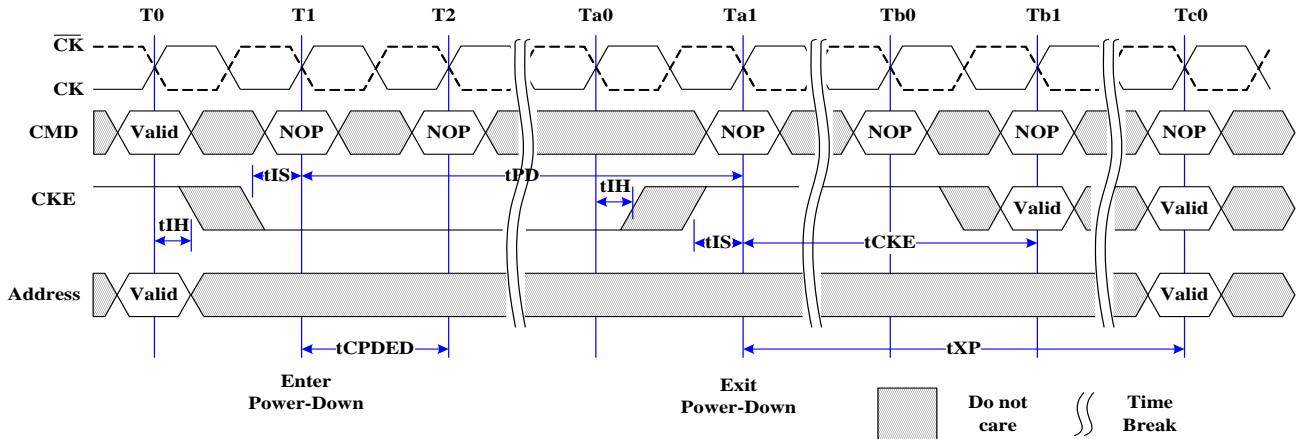 T0 T1 T2 Ta0 Ta1 Tb0 Tb1 Tc0
CK
CK
CMD Valid NOP NOP NOP NOP NOP NOP
tIS tPD tIH
CKE Valid Valid
tIH tIS tCKE
Address Valid Valid
tCPDED tXP
Enter
Power-Down
Exit
Power-Down
Do not
care
Time
Break